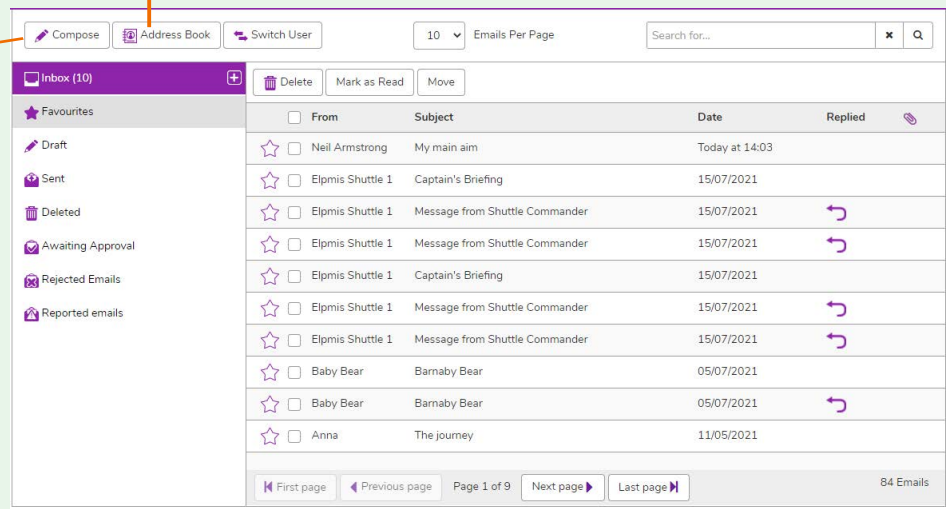 Compose Address Book Switch User 10 Emails Per Page Search for...
Inbox (10)
Favourites
Draft
Sent
Deleted
Awaiting Approval
Rejected Emails
Reported emails
Delete Mark as Read Move
From Subject Date Replied
Neil Armstrong My main aim Today at 14:03
Elpmis Shuttle 1 Captain's Briefing 15/07/2021
Elpmis Shuttle 1 Message from Shuttle Commander 15/07/2021
Elpmis Shuttle 1 Message from Shuttle Commander 15/07/2021
Elpmis Shuttle 1 Captain's Briefing 15/07/2021
Elpmis Shuttle 1 Message from Shuttle Commander 15/07/2021
Elpmis Shuttle 1 Message from Shuttle Commander 15/07/2021
Baby Bear Barnaby Bear 05/07/2021
Baby Bear Barnaby Bear 05/07/2021
Anna The journey 11/05/2021
First page Previous page Page 1 of 9 Next page Last page 84 Emails